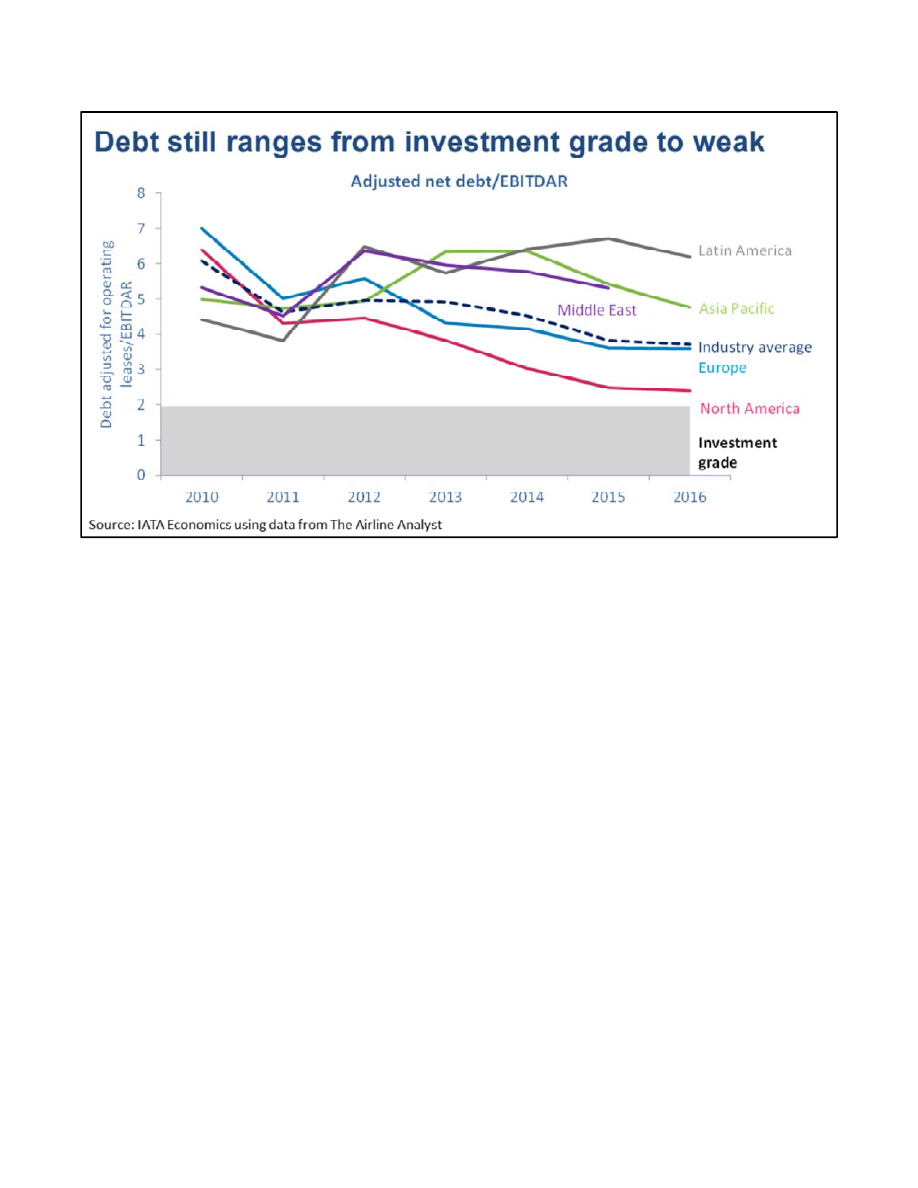 Debt still ranges from investment grade to weak
Adjusted net debt/EBITDAR
Debt adjusted for operating
leases/EBITDAR
8
7
6
5
4
3
2
1
0
Latin America
Middle East
Asia Pacific
Industry average
Europe
North America
Investment
grade
2010 2011 2012 2013 2014 2015 2016
Source: IATA Economics using data from The Airline Analyst